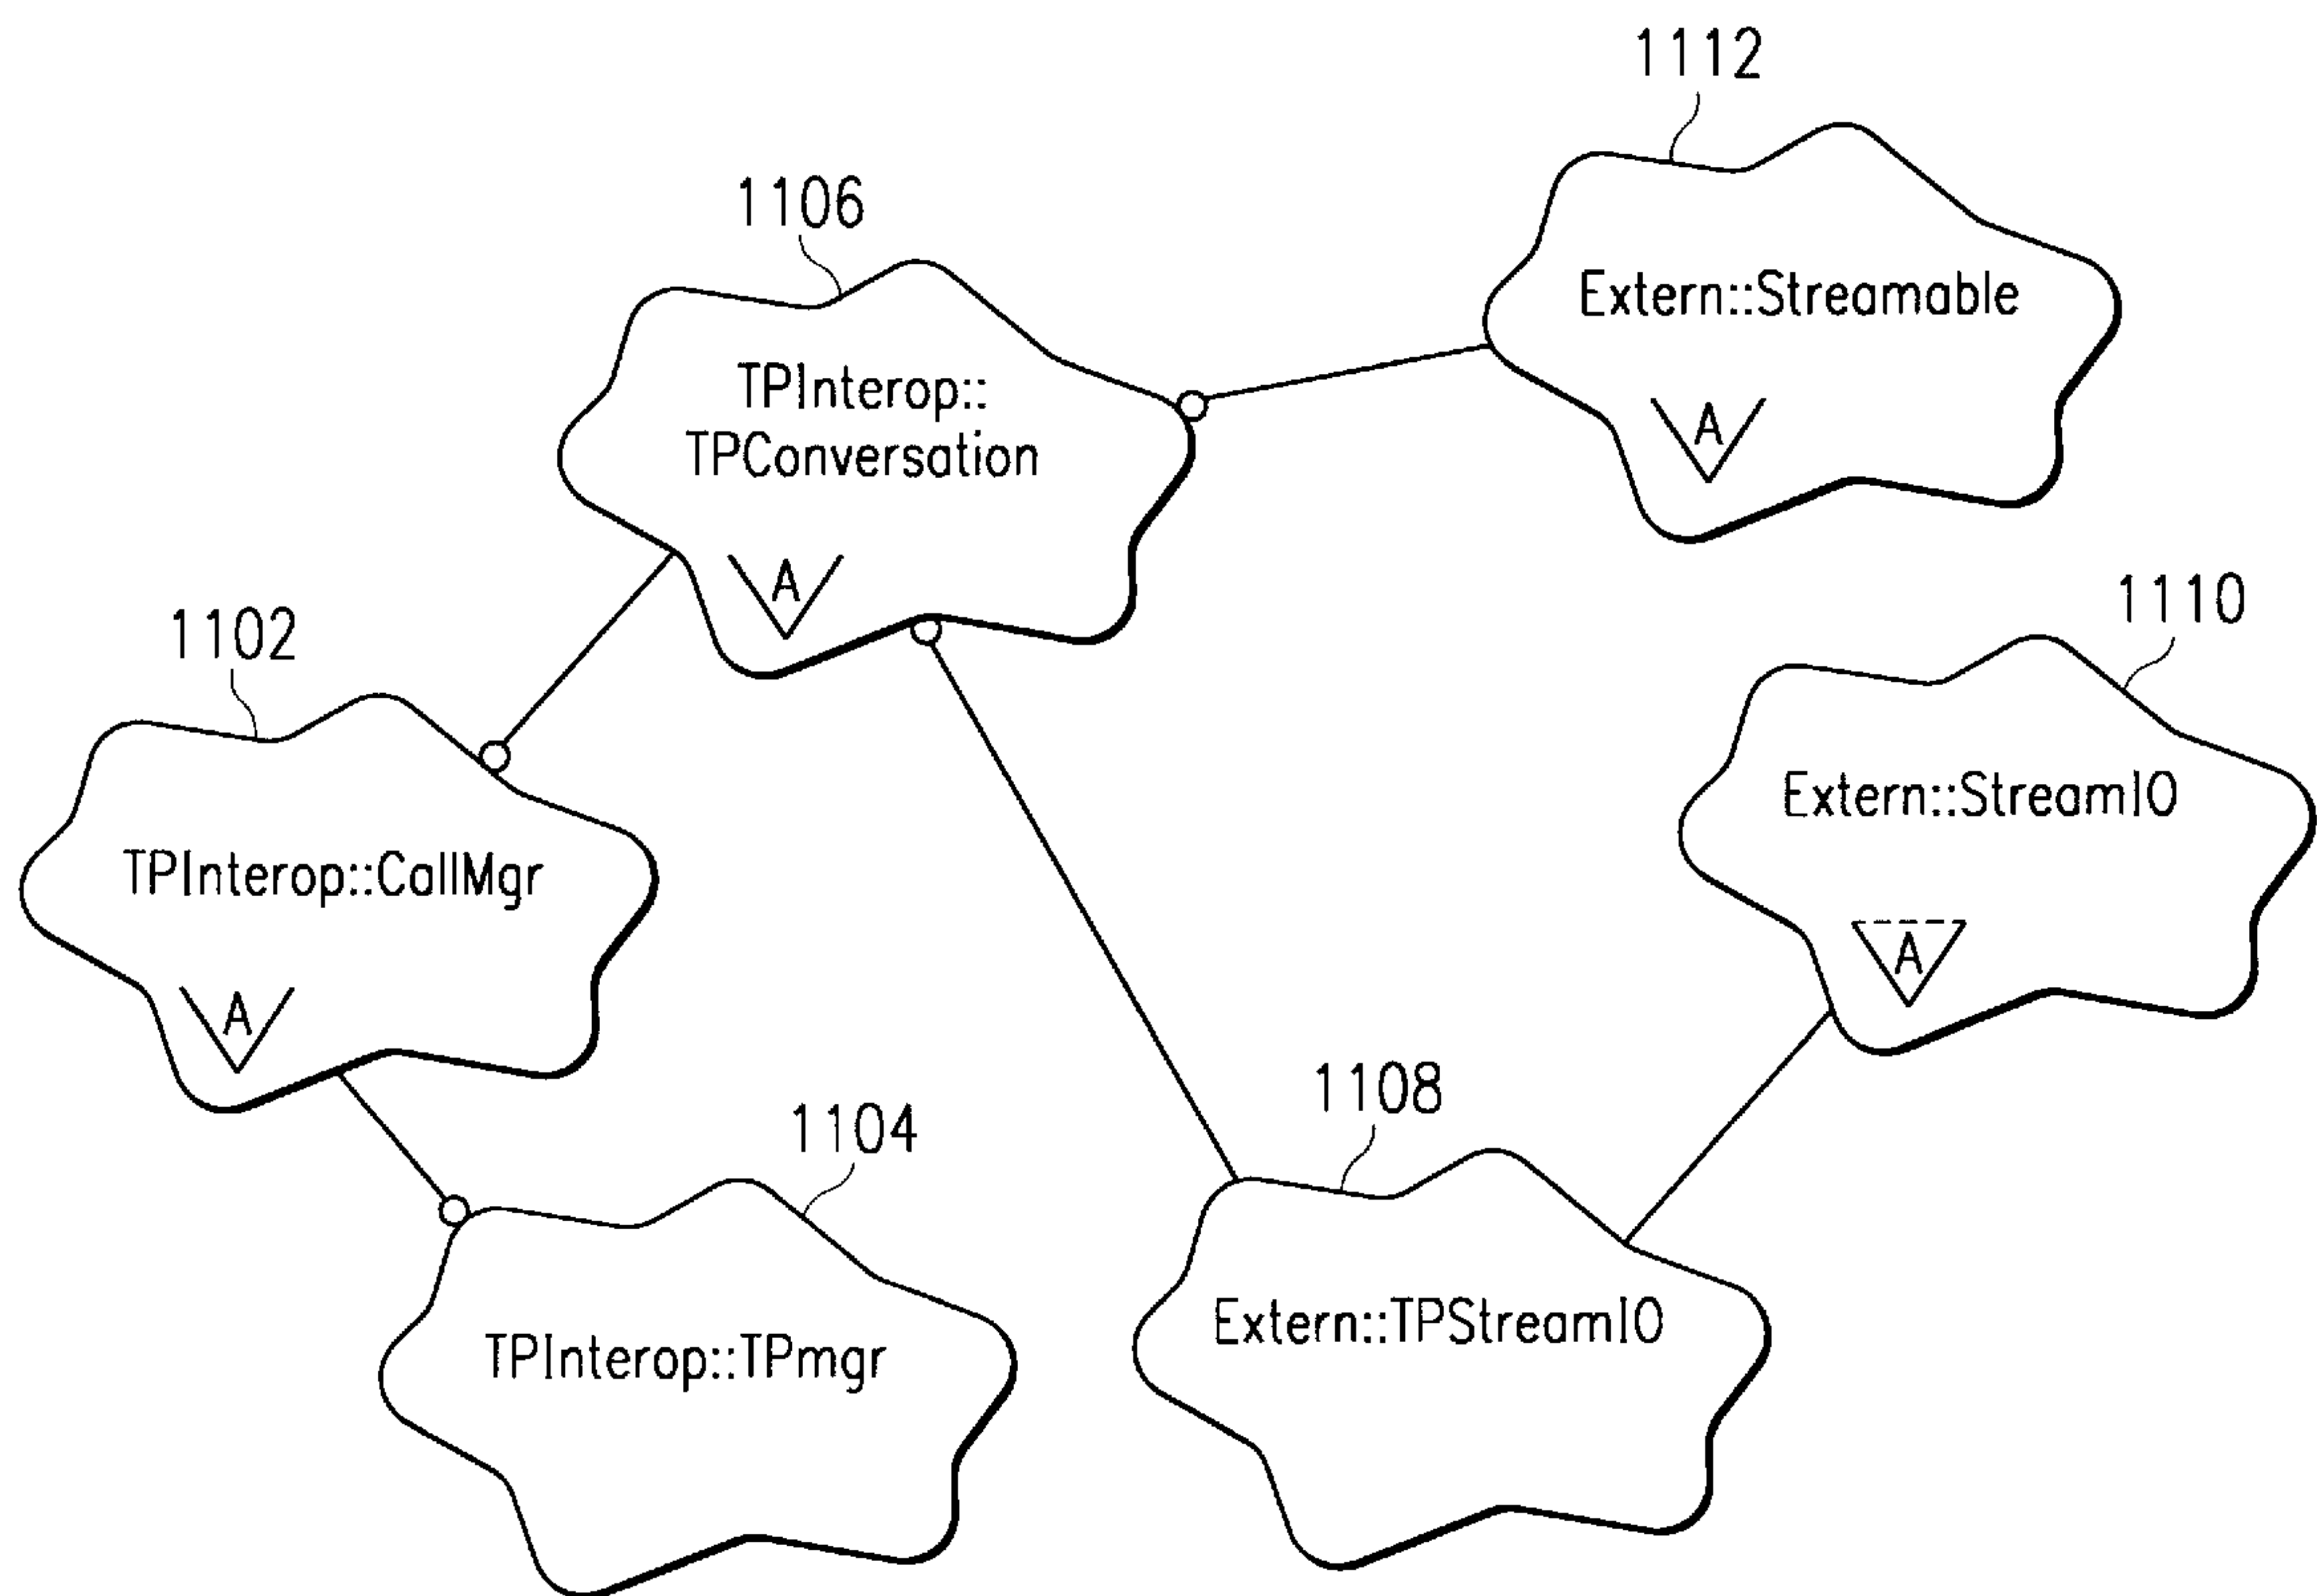 1112
1106
Extern::Streamable
A
TPInterop::
TPConversation
A
1110
1102
Extern::StreamIO
A
TPInterop::CallMgr
A
1108
1104
Extern::TPStreamIO
TPInterop::TPmgr